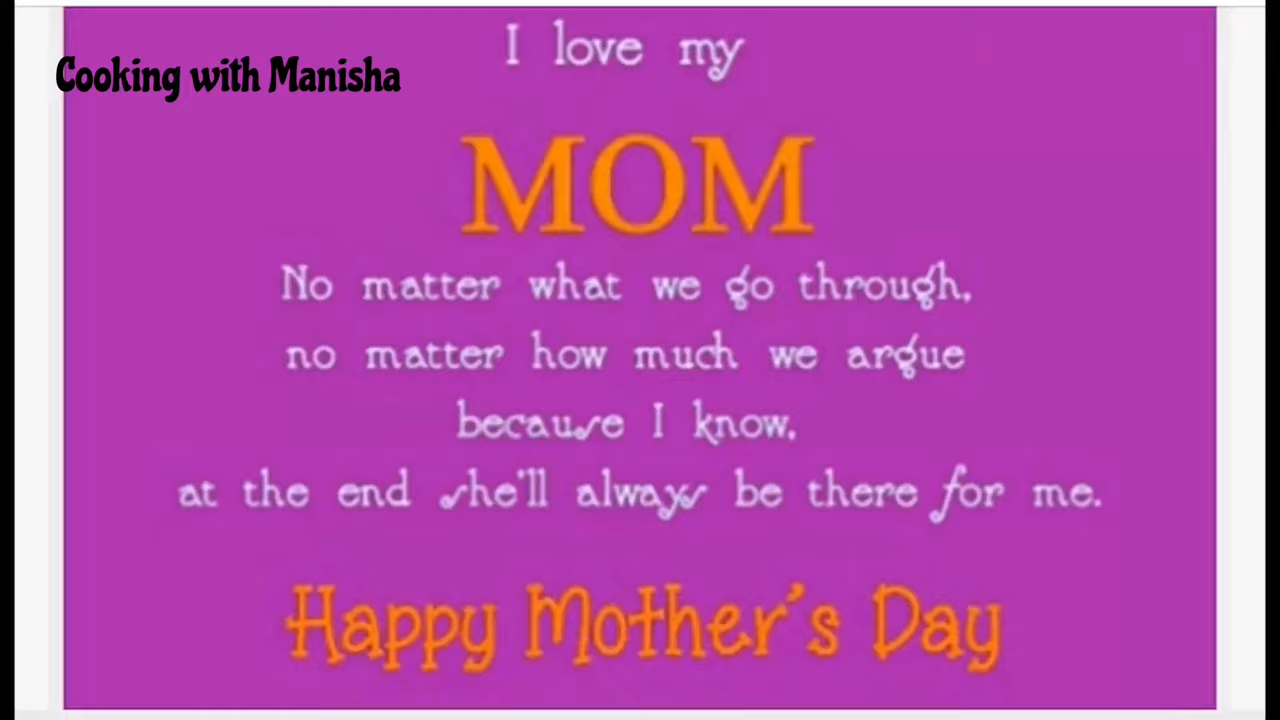 I love my
Cooking with Manisha
MOM
No matter what we go through,
no matter how much we argue
because I know,
at the end she'll always be there for me.
Happy Mother's Day